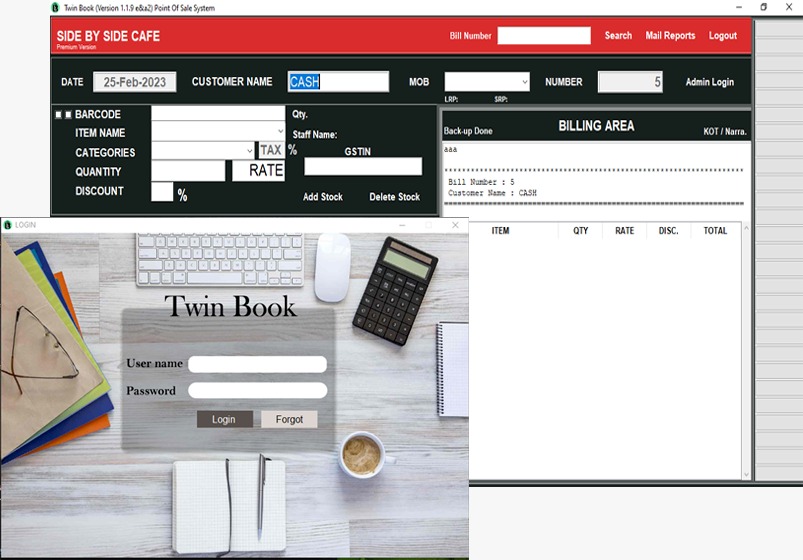 Twin Book (Version 1.1.9 e&a2) Point Of Sale System
SIDE BY SIDE CAFE
Premium Version
Bill Number
Search
Mail Reports
Logout
DATE
25-Feb-2023
CUSTOMER NAME
CASH
MOB
NUMBER
5
Admin Login
LRP:
SRP:
BARCODE
Qty.
ITEM NAME
Staff Name:
CATEGORIES
TAX %
GSTIN
QUANTITY
RATE
DISCOUNT
%
Add Stock
Delete Stock
Back-up Done
BILLING AREA
KOT / Narra.
aaa
*******************************************************************
Bill Number : 5
Customer Name : CASH
===================================================================
ITEM QTY RATE DISC. TOTAL
LOGIN
Twin Book
User name
Password
Login
Forgot